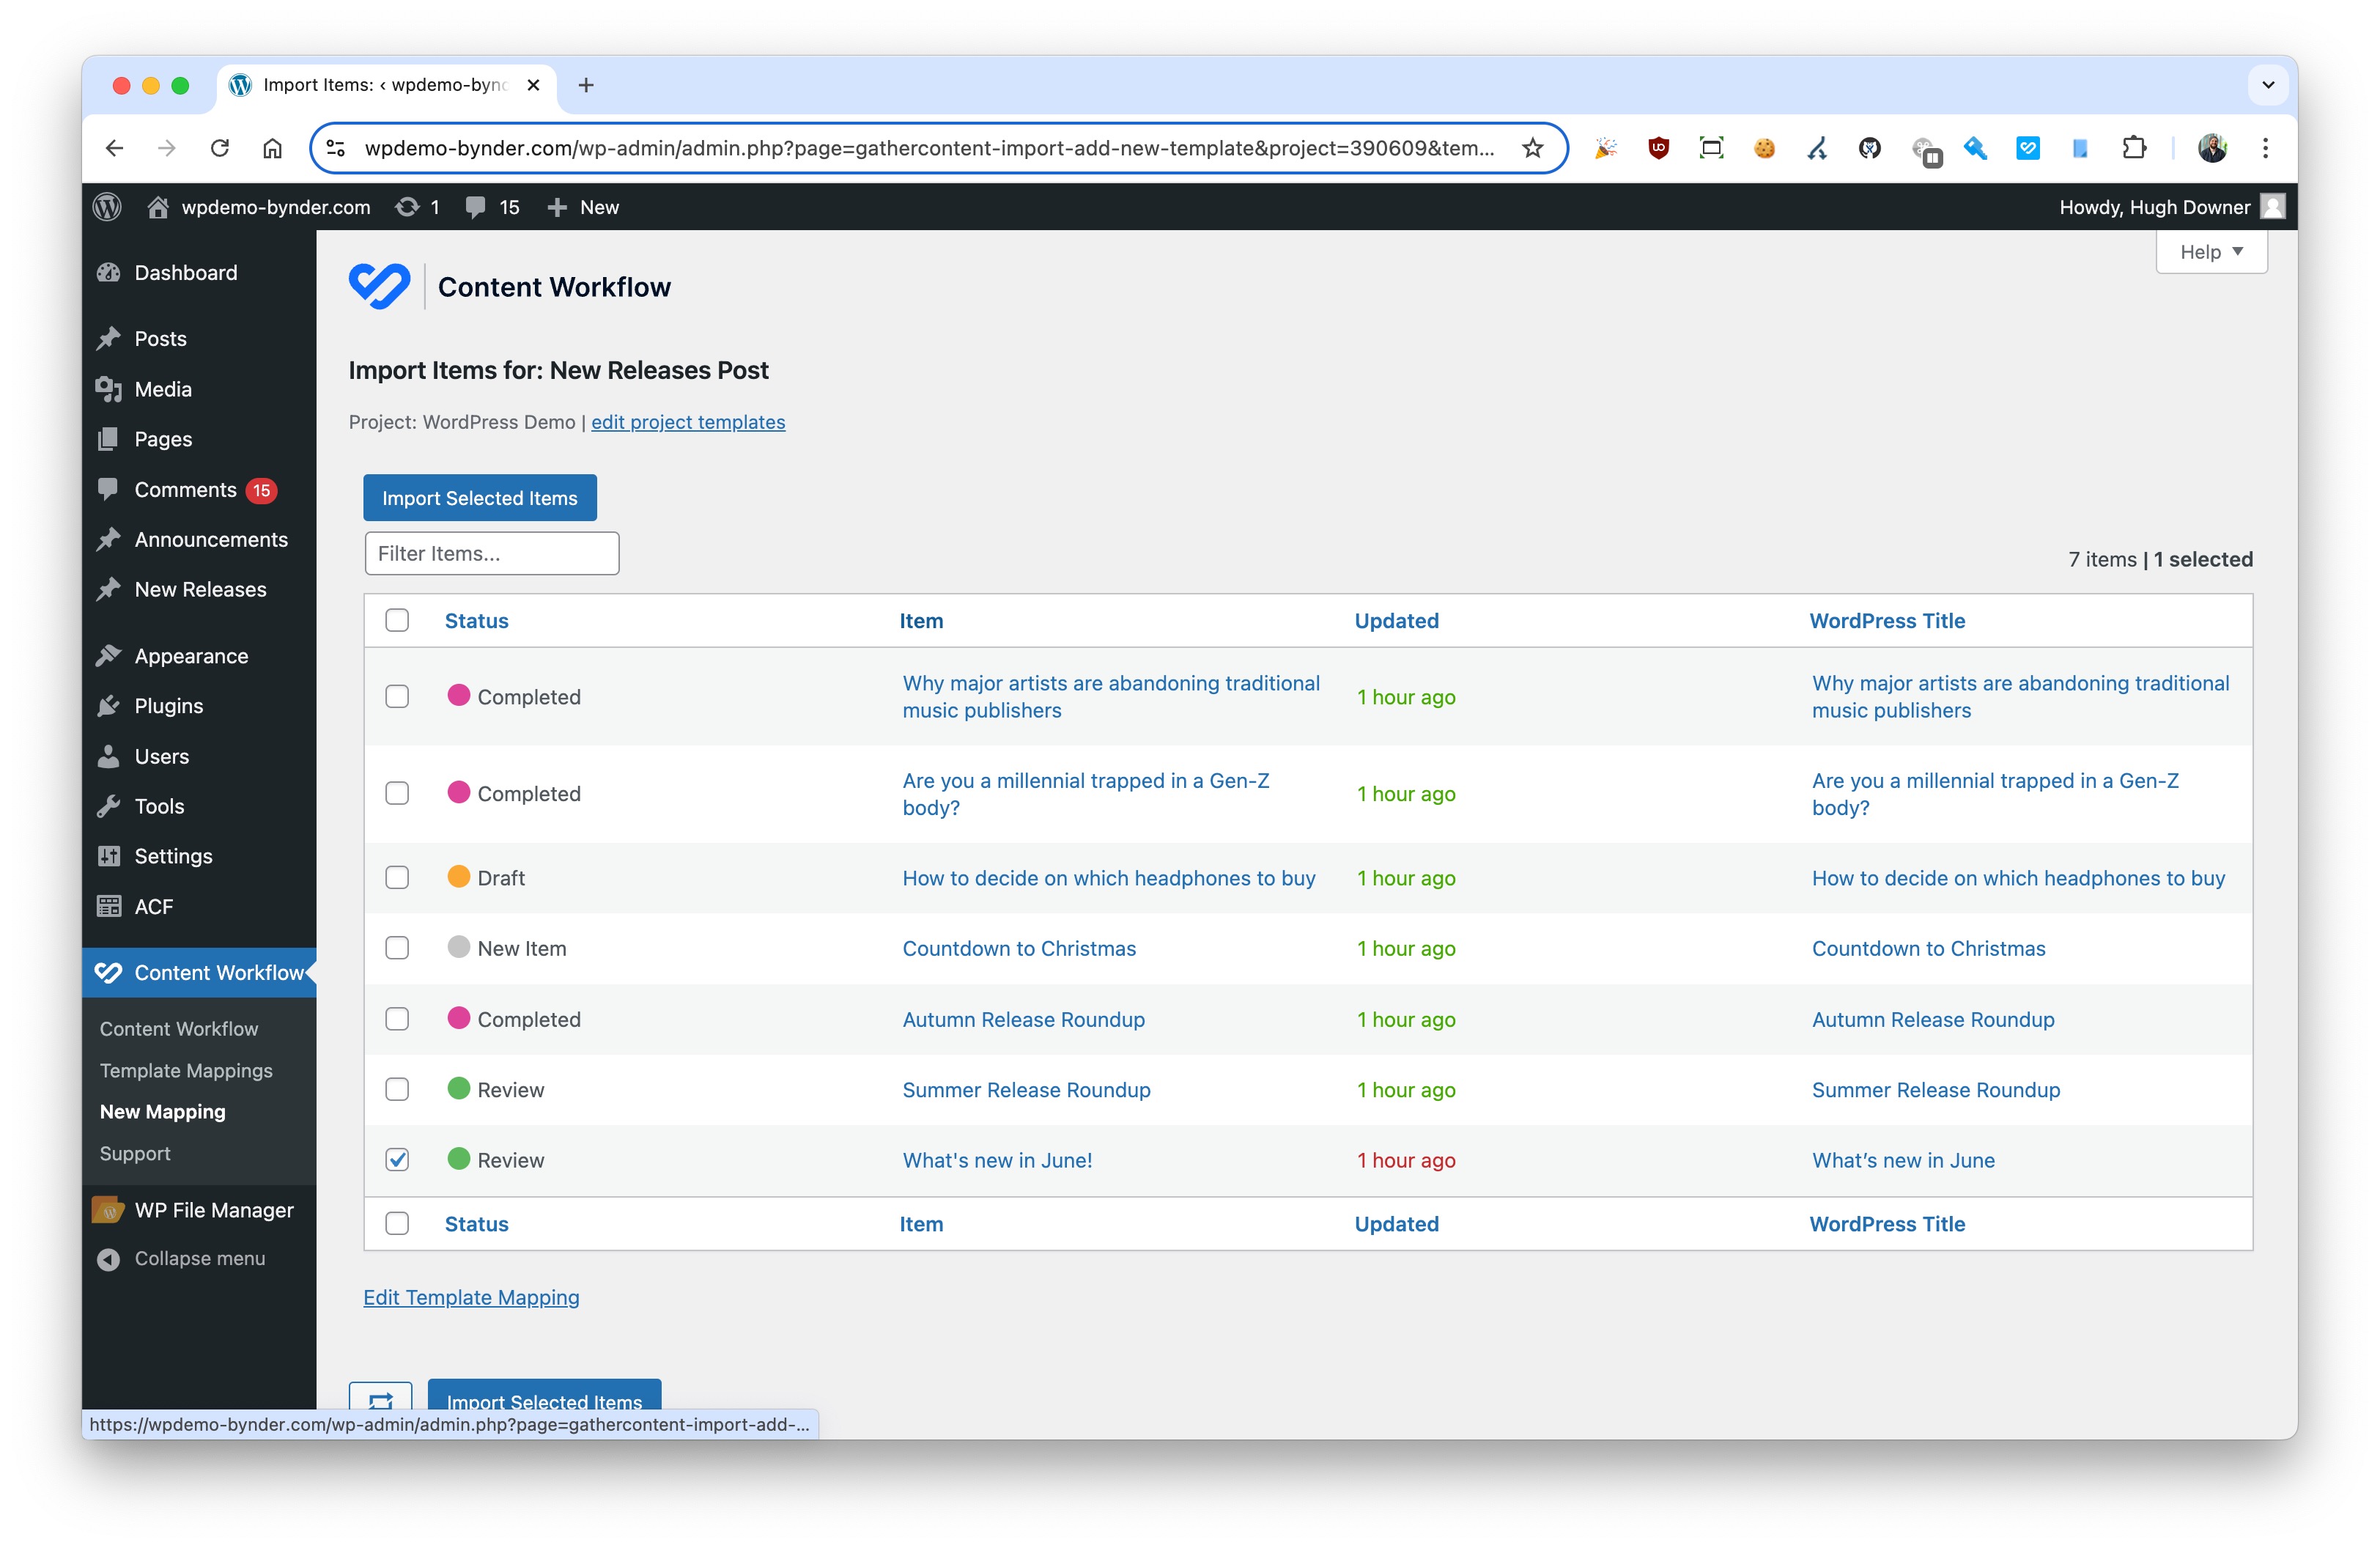 Import Items: ‹ wpdemo-bync
wpdemo-bynder.com/wp-admin/admin.php?page=gathercontent-import-add-new-template&project=390609&tem...
wpdemo-bynder.com 1 15 New Howdy, Hugh Downer
Help
Dashboard
Posts
Media
Pages
Comments 15
Announcements
New Releases
Appearance
Plugins
Users
Tools
Settings
ACF
Content Workflow
Content Workflow
Template Mappings
New Mapping
Support
WP File Manager
Collapse menu
Content Workflow
Import Items for: New Releases Post
Project: WordPress Demo | edit project templates
Import Selected Items
Filter Items...
7 items | 1 selected
Status Item Updated WordPress Title
Completed Why major artists are abandoning traditional 1 hour ago Why major artists are abandoning traditional
music publishers music publishers
Completed Are you a millennial trapped in a Gen-Z 1 hour ago Are you a millennial trapped in a Gen-Z
body? body?
Draft How to decide on which headphones to buy 1 hour ago How to decide on which headphones to buy
New Item Countdown to Christmas 1 hour ago Countdown to Christmas
Completed Autumn Release Roundup 1 hour ago Autumn Release Roundup
Review Summer Release Roundup 1 hour ago Summer Release Roundup
Review What's new in June! 1 hour ago What’s new in June
Status Item Updated WordPress Title
Edit Template Mapping
Import Selected Items
https://wpdemo-bynder.com/wp-admin/admin.php?page=gathercontent-import-add-...